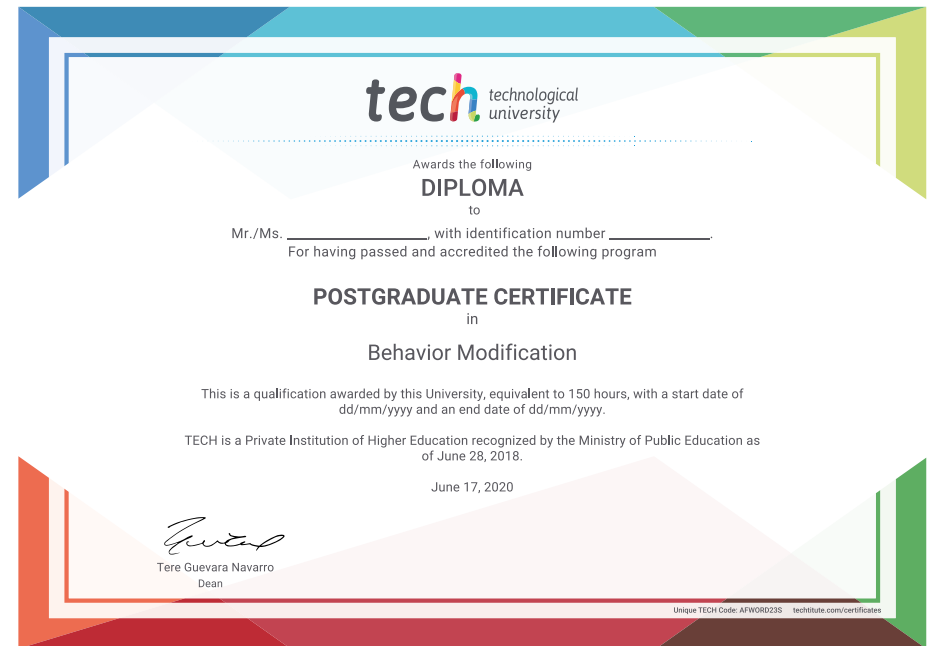 tech technological
university
Awards the following
DIPLOMA
to
Mr./Ms. ____________________, with identification number ______________.
For having passed and accredited the following program
POSTGRADUATE CERTIFICATE
in
Behavior Modification
This is a qualification awarded by this University, equivalent to 150 hours, with a start date of
dd/mm/yyyy and an end date of dd/mm/yyyy.
TECH is a Private Institution of Higher Education recognized by the Ministry of Public Education as
of June 28, 2018.
June 17, 2020
Tere Guevara Navarro
Dean
Unique TECH Code: AFWORD23S techtitute.com/certificates